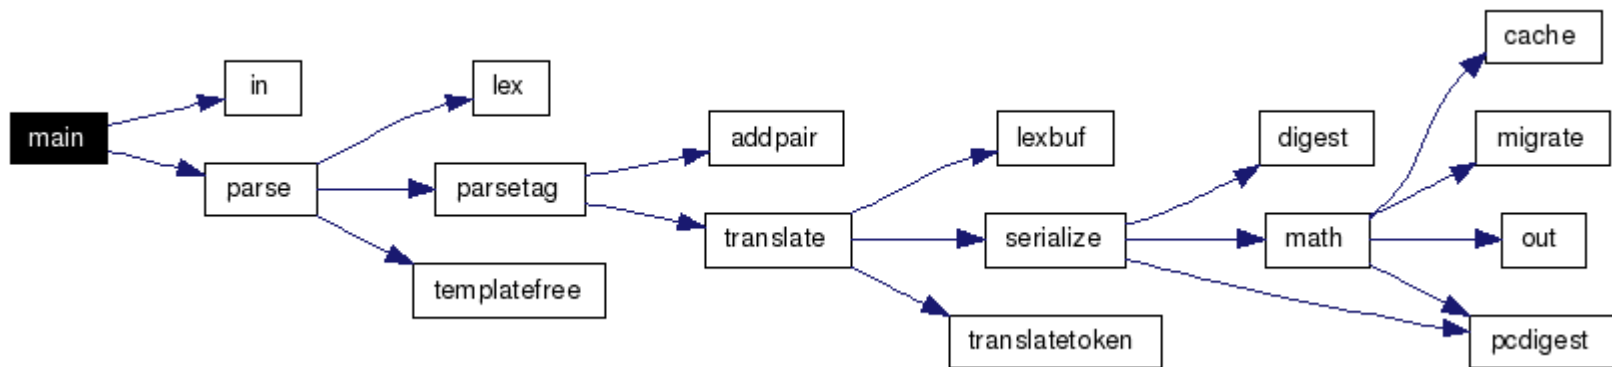 main
in
parse
lex
parsetag
templatefree
addpair
translate
lexbuf
serialize
translatetoken
digest
math
cache
migrate
out
pcdigest